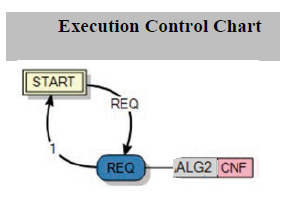 Execution Control Chart
START
REQ
1
REQ
ALG2 CNF